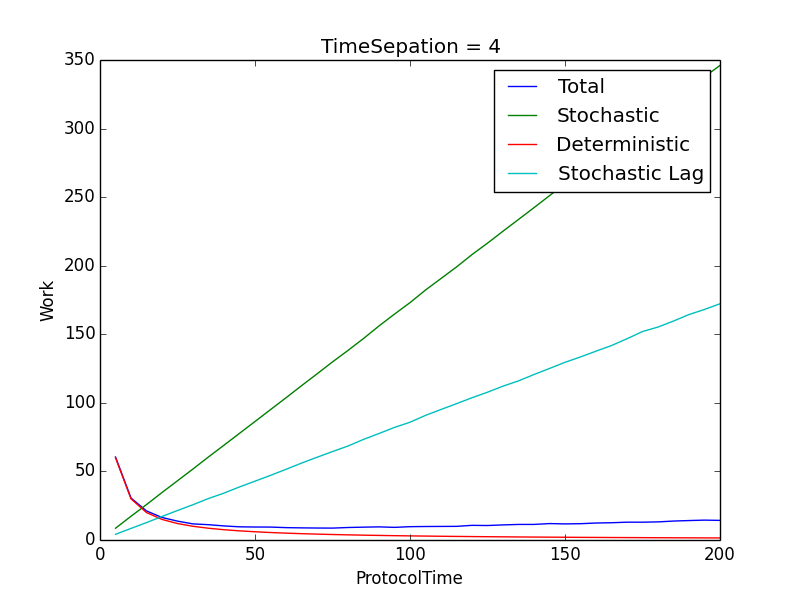 TimeSepation = 4
350
300
250
200
150
100
50
0
Work
Total
Stochastic
Deterministic
Stochastic Lag
0
50
100
150
200
ProtocolTime